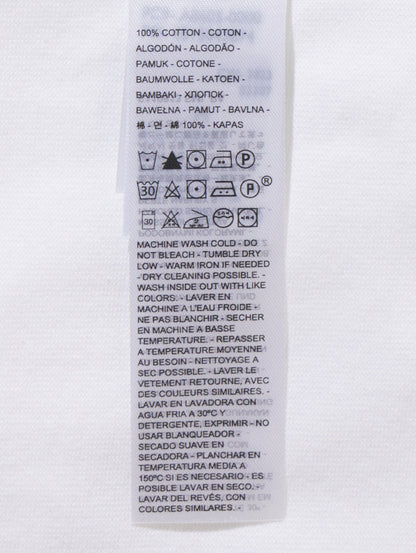 100% COTTON - COTON -
ALGODÓN - ALGODÃO -
PAMUK - COTONE -
BAUMWOLLE - KATOEN -
BAMBAKI - ХЛОПОК -
BAWEŁNA - PAMUT - BAVLNA -
棉 - 면 - 綿 100% - KAPAS
P
30 P ®
30
MACHINE WASH COLD - DO
NOT BLEACH - TUMBLE DRY
LOW - WARM IRON IF NEEDED
- DRY CLEANING POSSIBLE. -
WASH INSIDE OUT WITH LIKE
COLORS. - LAVER EN
MACHINE A L'EAU FROIDE -
NE PAS BLANCHIR - SECHER
EN MACHINE A BASSE
TEMPERATURE. - REPASSER
A TEMPERATURE MOYENNE
AU BESOIN - NETTOYAGE A
SEC POSSIBLE. - LAVER LE
VETEMENT RETOURNE, AVEC
DES COULEURS SIMILAIRES. -
LAVAR EN LAVADORA CON
AGUA FRIA A 30ºC Y
DETERGENTE, EXPRIMIR - NO
USAR BLANQUEADOR -
SECADO SUAVE EN
SECADORA - PLANCHAR EN
TEMPERATURA MEDIA A
150ºC SI ES NECESARIO - ES
POSIBLE LAVAR EN SECO. -
LAVAR DEL REVÉS, CON
COLORES SIMILARES.